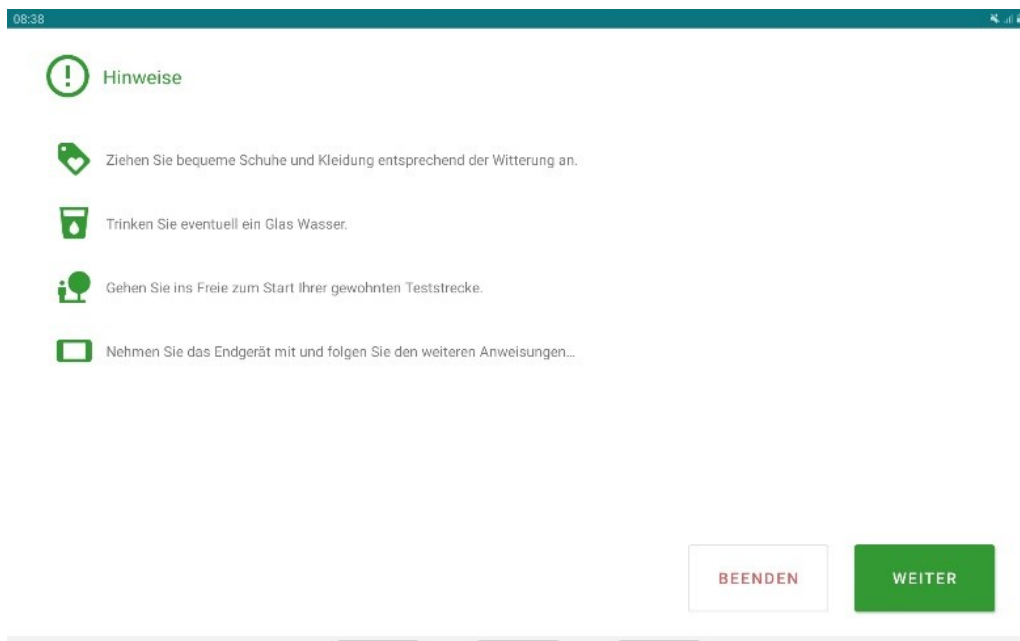 08:38
Hinweise
Ziehen Sie bequeme Schuhe und Kleidung entsprechend der Witterung an.
Trinken Sie eventuell ein Glas Wasser.
Gehen Sie ins Freie zum Start Ihrer gewohnten Teststrecke.
Nehmen Sie das Endgerät mit und folgen Sie den weiteren Anweisungen...
BEENDEN
WEITER